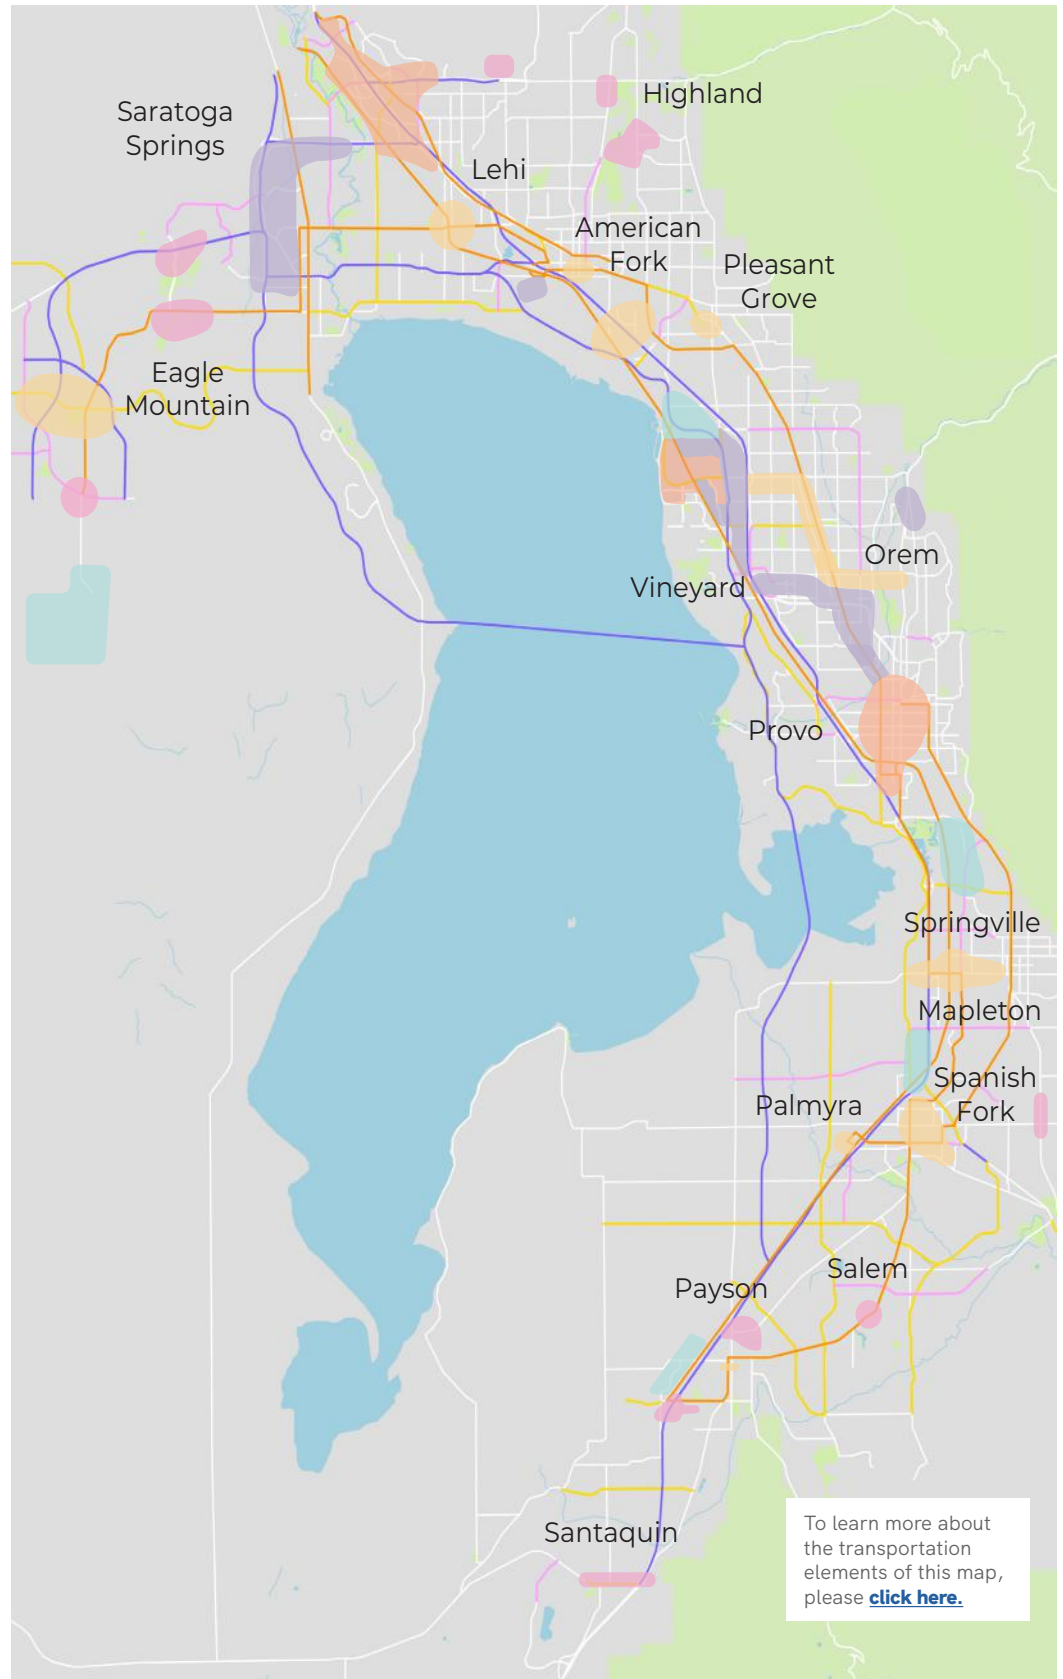 Highland
Saratoga
Springs
Lehi
American
Fork
Pleasant
Grove
Eagle
Mountain
Orem
Vineyard
Provo
Springville
Mapleton
Spanish
Fork
Palmyra
Salem
Payson
Santaquin
To learn more about
the transportation
elements of this map,
please click here.